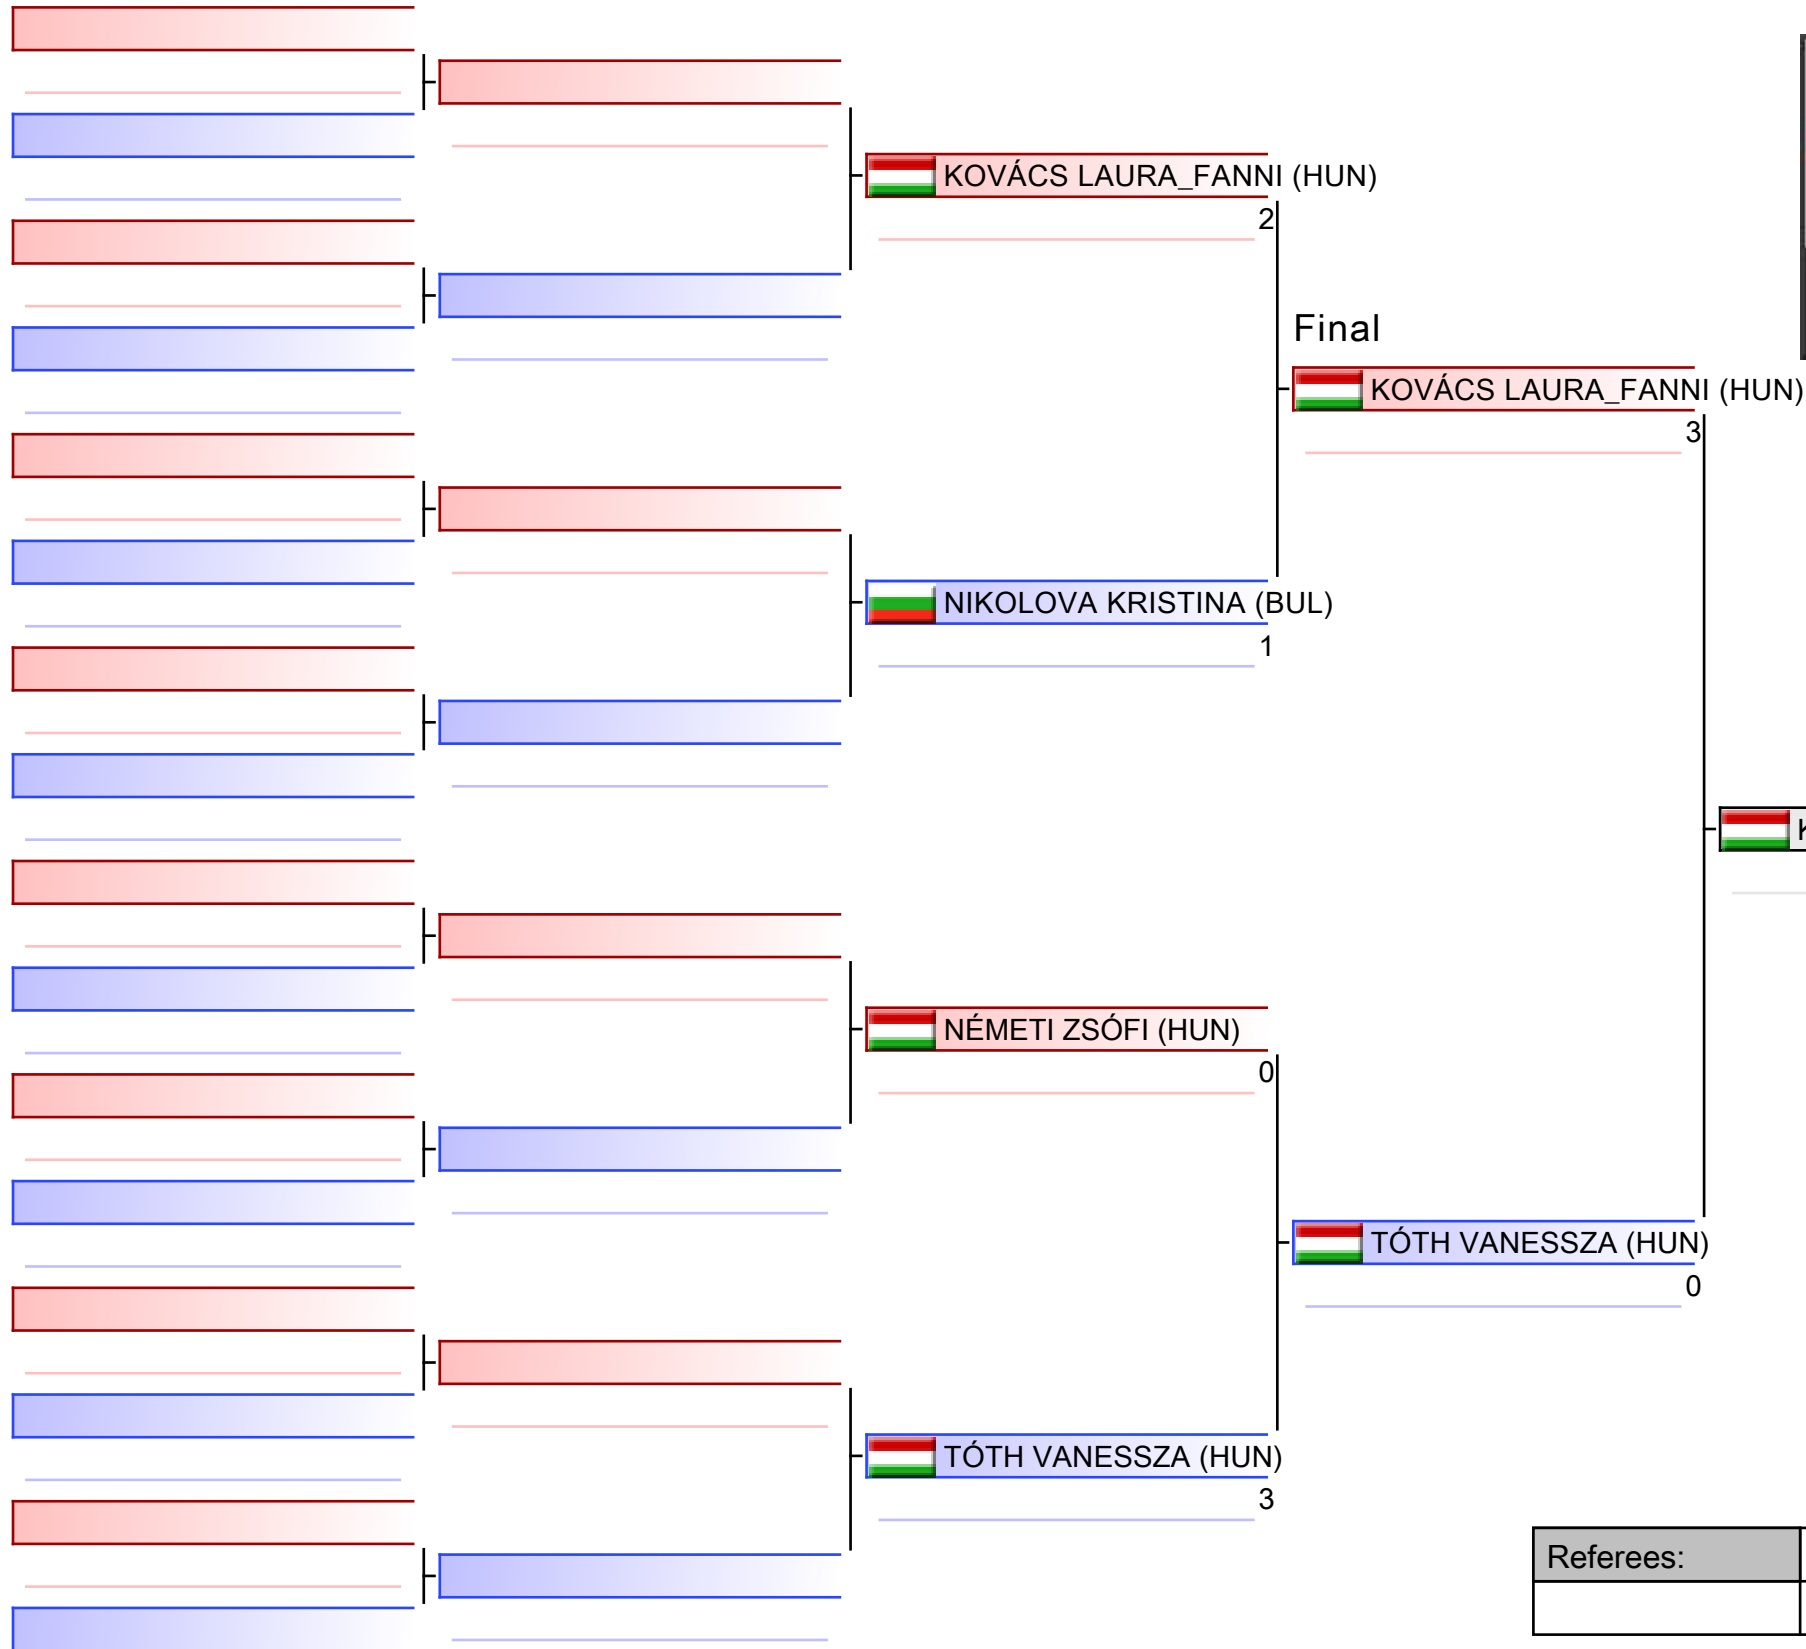 KOVÁCS LAURA_FANNI (HUN)
2
Final
KOVÁCS LAURA_FANNI (HUN)
3
NIKOLOVA KRISTINA (BUL)
1
NÉMETI ZSÓFI (HUN)
0
TÓTH VANESSZA (HUN)
0
TÓTH VANESSZA (HUN)
3
Referees: